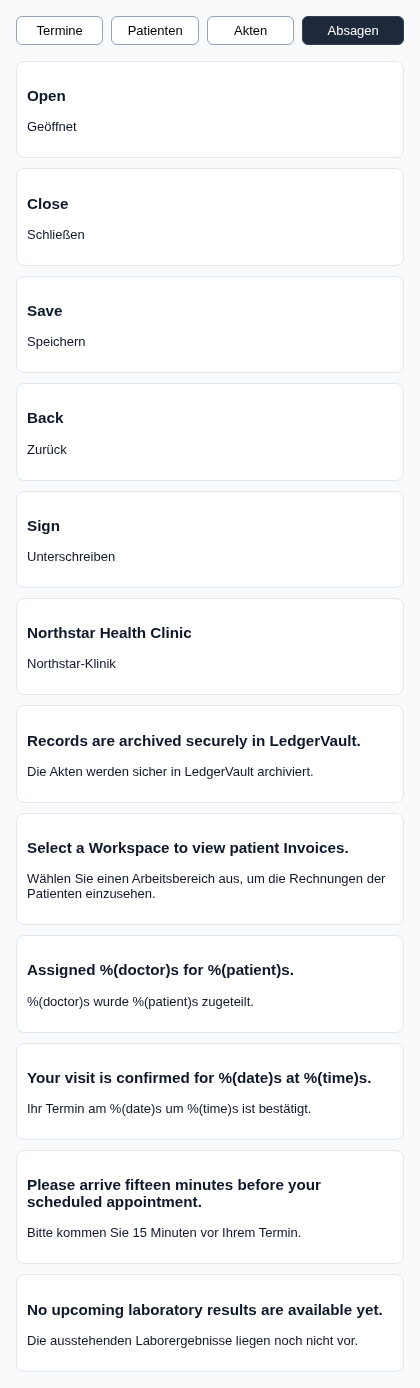 Termine
Patienten
Akten
Absagen
Open
Geöffnet
Close
Schließen
Save
Speichern
Back
Zurück
Sign
Unterschreiben
Northstar Health Clinic
Northstar-Klinik
Records are archived securely in LedgerVault.
Die Akten werden sicher in LedgerVault archiviert.
Select a Workspace to view patient Invoices.
Wählen Sie einen Arbeitsbereich aus, um die Rechnungen der
Patienten einzusehen.
Assigned %(doctor)s for %(patient)s.
%(doctor)s wurde %(patient)s zugeteilt.
Your visit is confirmed for %(date)s at %(time)s.
Ihr Termin am %(date)s um %(time)s ist bestätigt.
Please arrive fifteen minutes before your
scheduled appointment.
Bitte kommen Sie 15 Minuten vor Ihrem Termin.
No upcoming laboratory results are available yet.
Die ausstehenden Laborergebnisse liegen noch nicht vor.